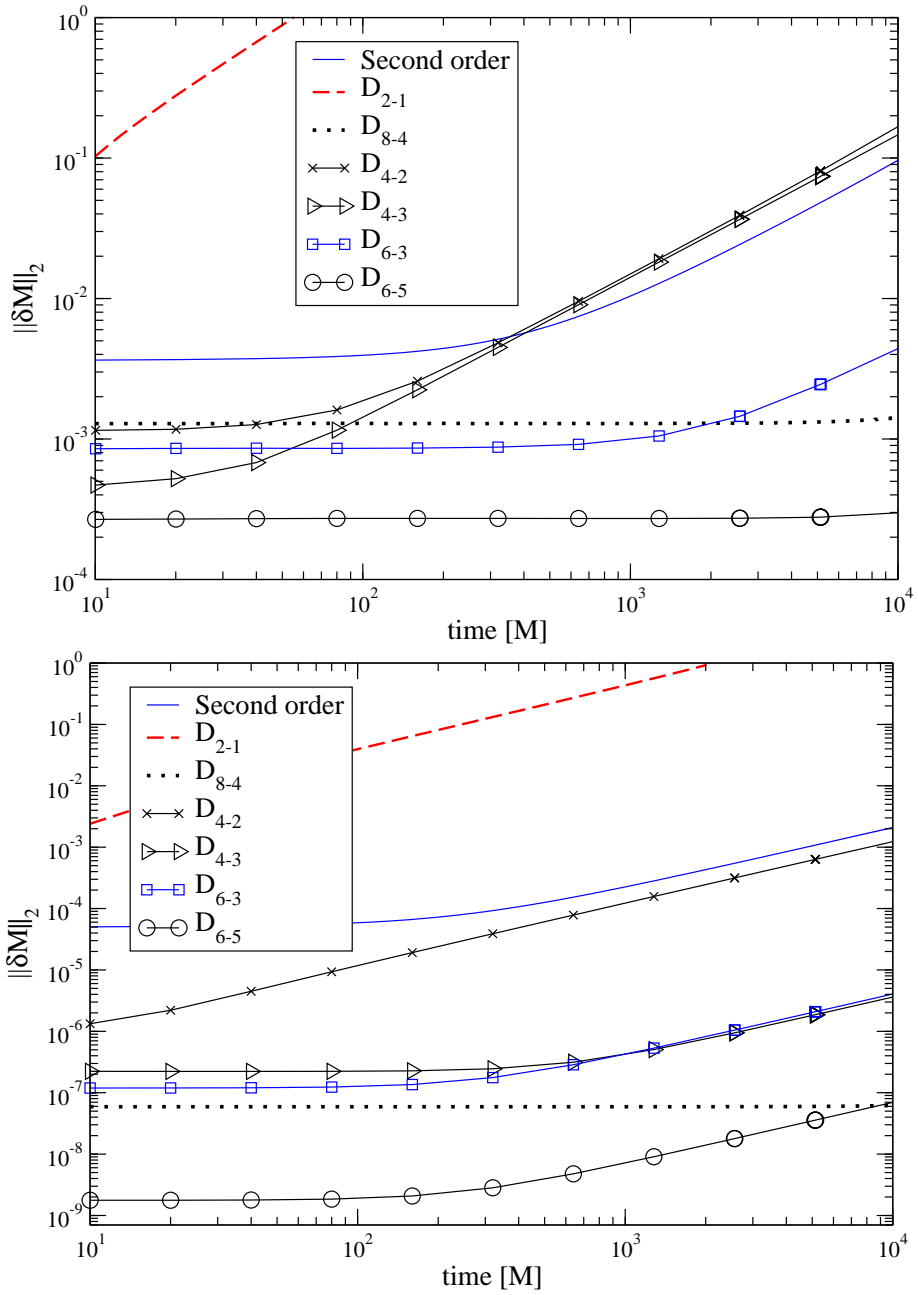 10^0
10^-1
10^-2
10^-3
10^-4
||δM||_2
Second order
D_2-1
D_8-4
D_4-2
D_4-3
D_6-3
D_6-5
10^1 10^2 10^3 10^4
time [M]
10^0
10^-1
10^-2
10^-3
10^-4
10^-5
10^-6
10^-7
10^-8
10^-9
||δM||_2
Second order
D_2-1
D_8-4
D_4-2
D_4-3
D_6-3
D_6-5
10^1 10^2 10^3 10^4
time [M]